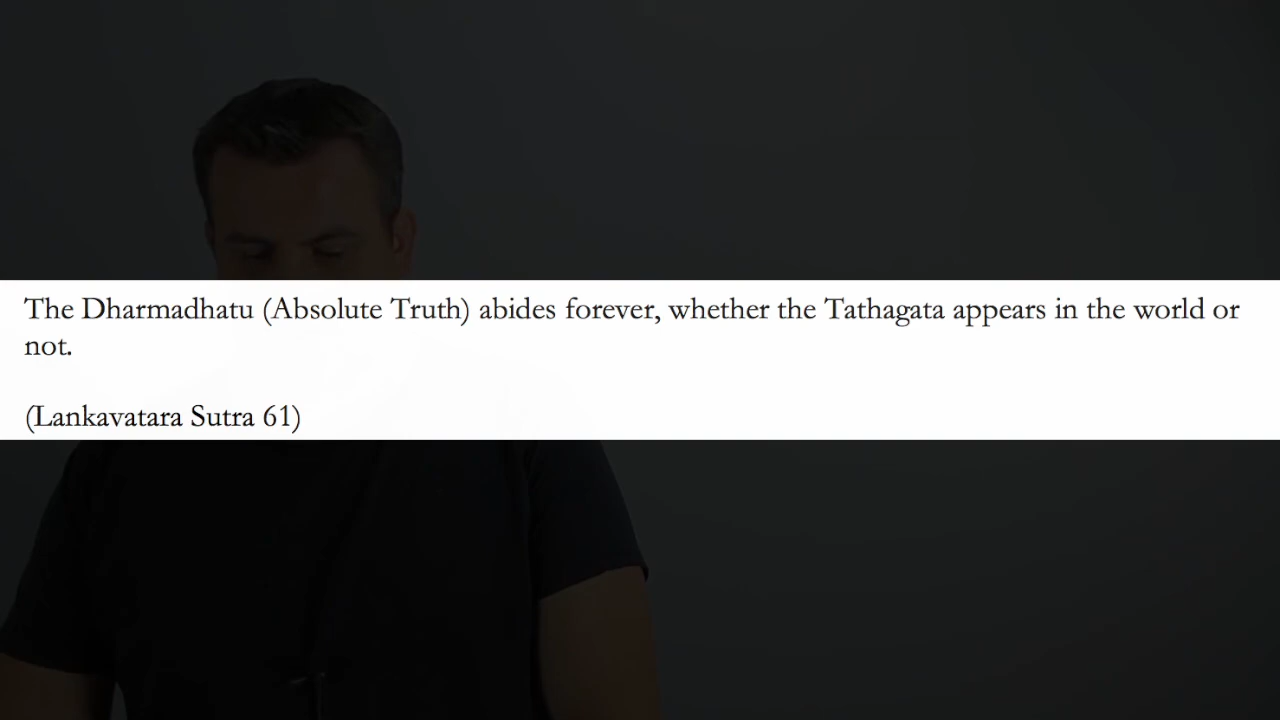 The Dharmadhatu (Absolute Truth) abides forever, whether the Tathagata appears in the world or
not.
(Lankavatara Sutra 61)